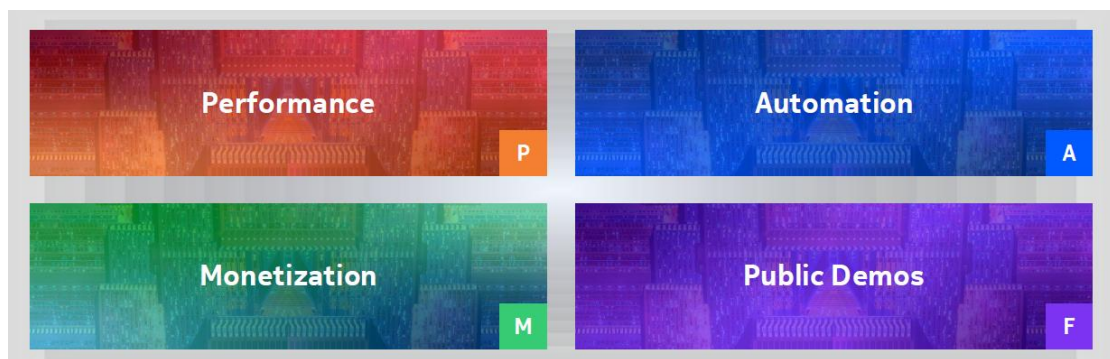 Performance
P
Automation
A
Monetization
M
Public Demos
F